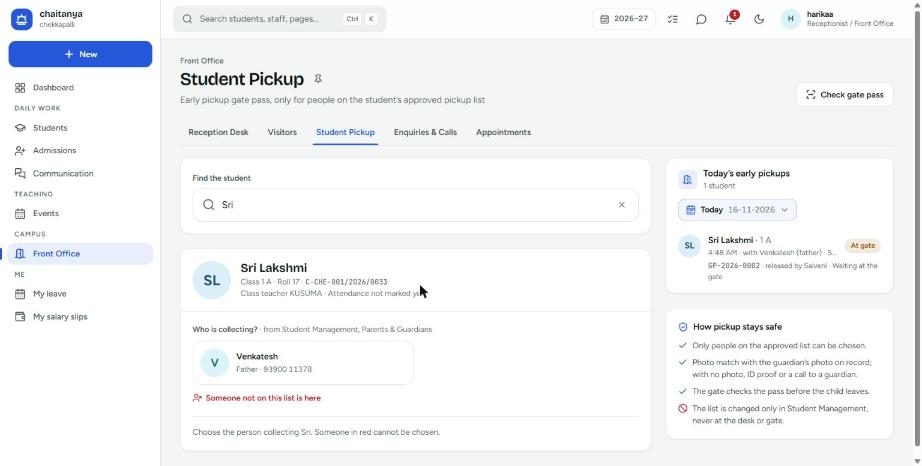 chaitanya
chekkapalli
New
Dashboard
DAILY WORK
Students
Admissions
Communication
TEACHING
Events
CAMPUS
Front Office
ME
My leave
My salary slips
Search students, staff, pages...
Ctrl K
2026-27
1
H
harikaa
Receptionist / Front Office
Front Office
Student Pickup
Early pickup gate pass, only for people on the student's approved pickup list
Check gate pass
Reception Desk
Visitors
Student Pickup
Enquiries & Calls
Appointments
Find the student
Sri
SL
Sri Lakshmi
Class 1 A · Roll 17 · C-CHE-001/2026/0033
Class teacher KUSUMA · Attendance not marked
Who is collecting? · from Student Management, Parents & Guardians
V
Venkatesh
Father · 93900 11378
Someone not on this list is here
Choose the person collecting Sri. Someone in red cannot be chosen.
Today's early pickups
1 student
Today 16-11-2026
SL
Sri Lakshmi · 1 A
4:48 AM · with Venkatesh (father) · S...
At gate
GP-2026-0002 · released by Salveni · Waiting at the
gate
How pickup stays safe
Only people on the approved list can be chosen.
Photo match with the guardian's photo on record;
with no photo, ID proof or a call to a guardian.
The gate checks the pass before the child leaves.
The list is changed only in Student Management,
never at the desk or gate.